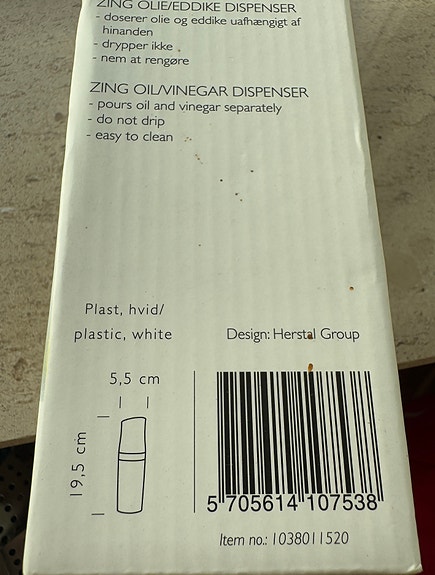 ZING OLIE/EDDIKE DISPENSER
- doserer olie og eddike uafhængigt af
hinanden
- drypper ikke
- nem at rengøre
ZING OIL/VINEGAR DISPENSER
- pours oil and vinegar separately
- do not drip
- easy to clean
Plast, hvid/
plastic, white
Design: Herstal Group
5,5 cm
19,5 cm
5 705614 107538
Item no.: 1038011520